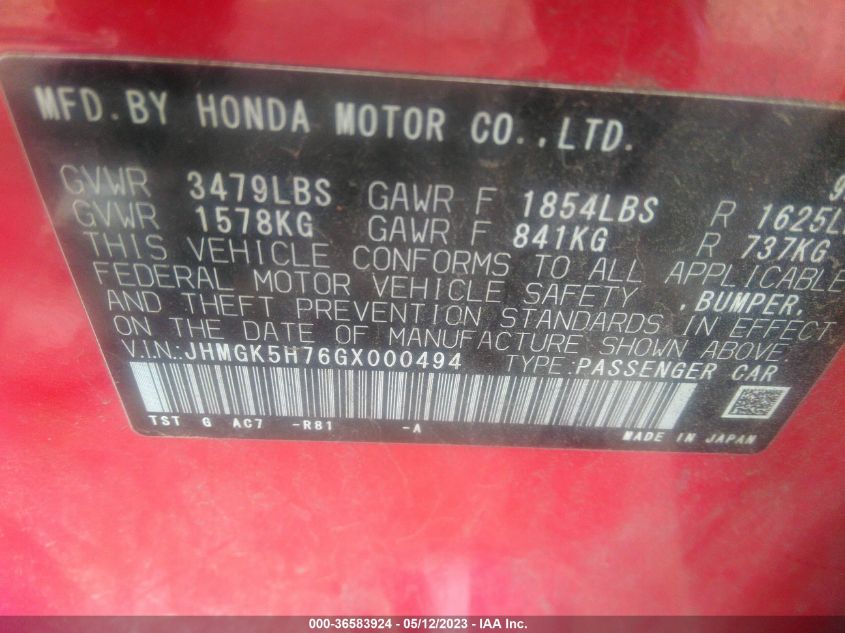 MFD. BY HONDA MOTOR CO.,LTD.
GVWR 3479LBS GAWR F 1854LBS R
GVWR 1578KG GAWR F 841KG R 737KG
THIS VEHICLE CONFORMS TO ALL APPLICABLE
FEDERAL MOTOR VEHICLE SAFETY , BUMPER,
AND THEFT PREVENTION STANDARDS IN EFFECT
ON THE DATE OF MANUFACTURE SHOWN ABOVE.
V.I.N.:JHMGK5H76GX000494 TYPE:PASSENGER CAR
TST G AC7 -R81 -A MADE IN JAPAN
000-36583924 - 05/12/2023 - IAA Inc.